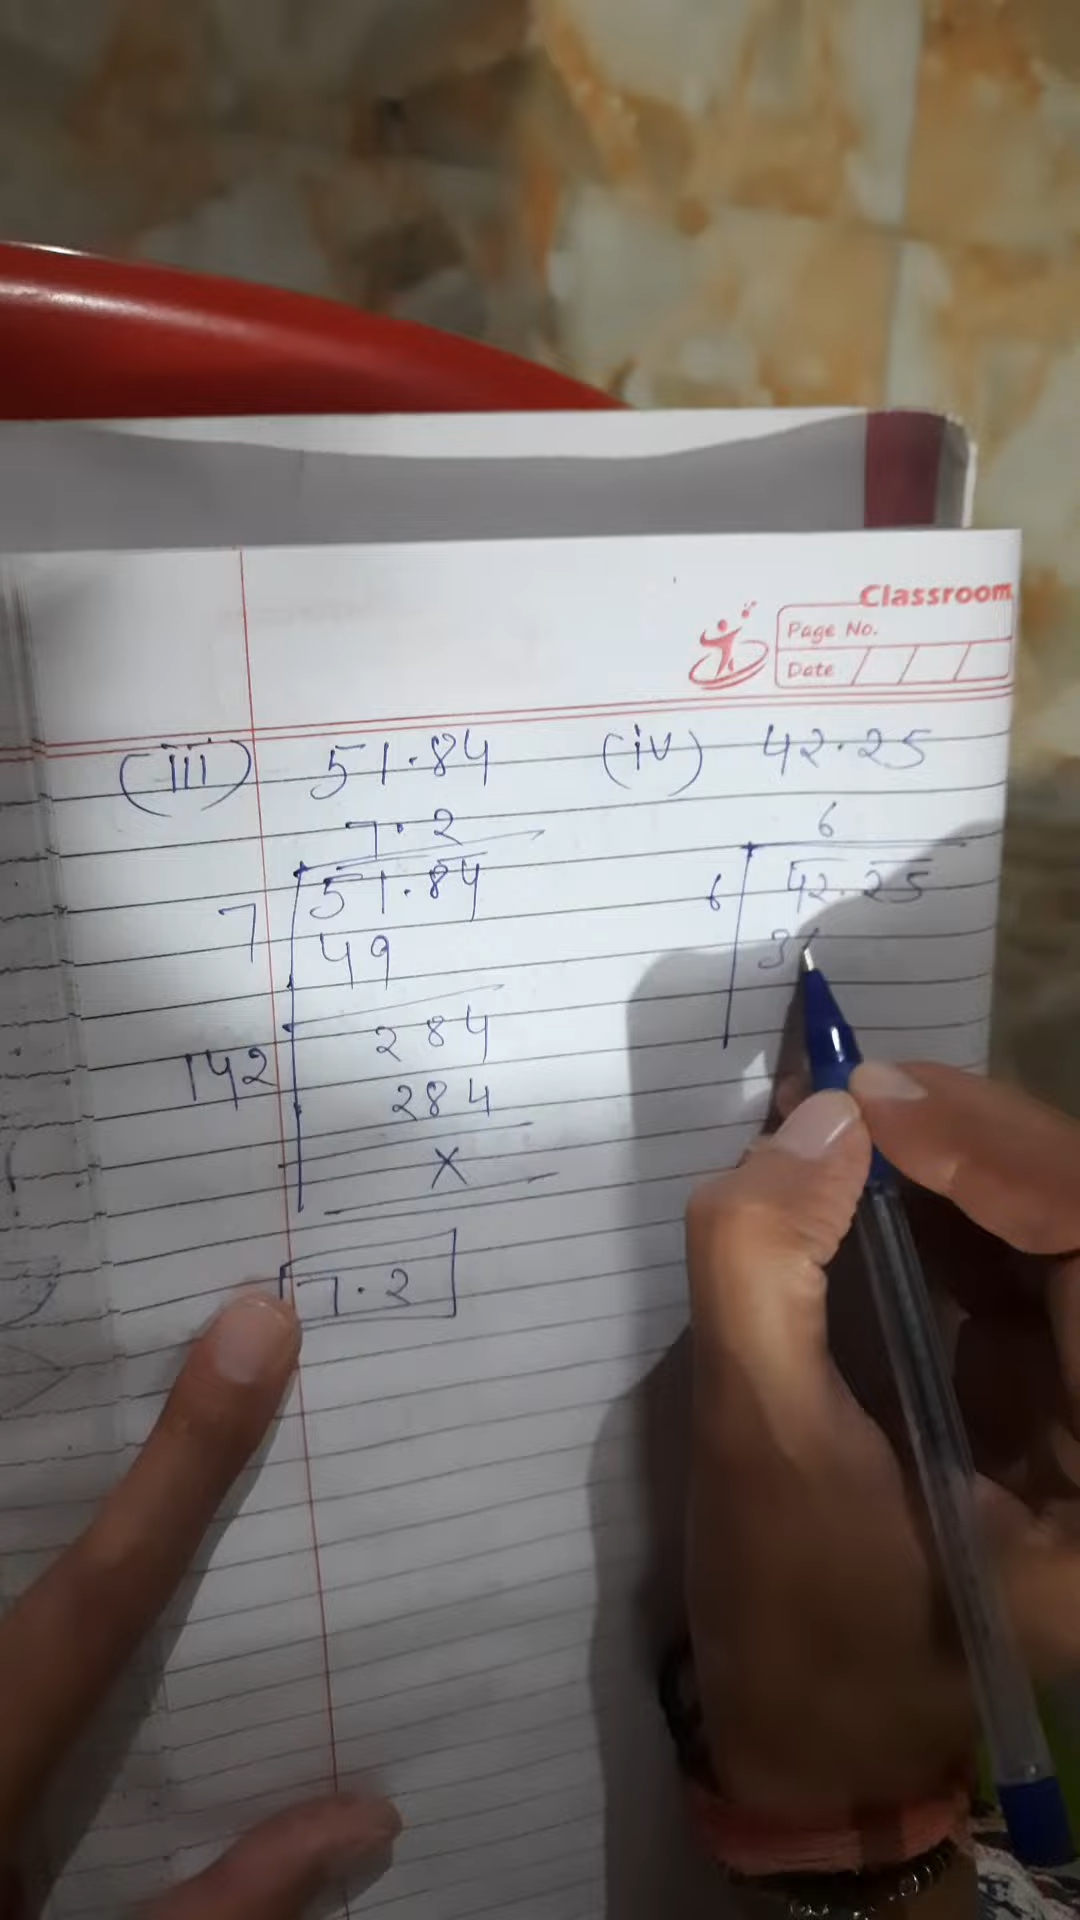 Classroom
Page No.
Date / / /
(iii) 51.84
7.2
7 51.84
49
142 284
284
x
7.2
(iv) 42.25
6
6 42.25
3